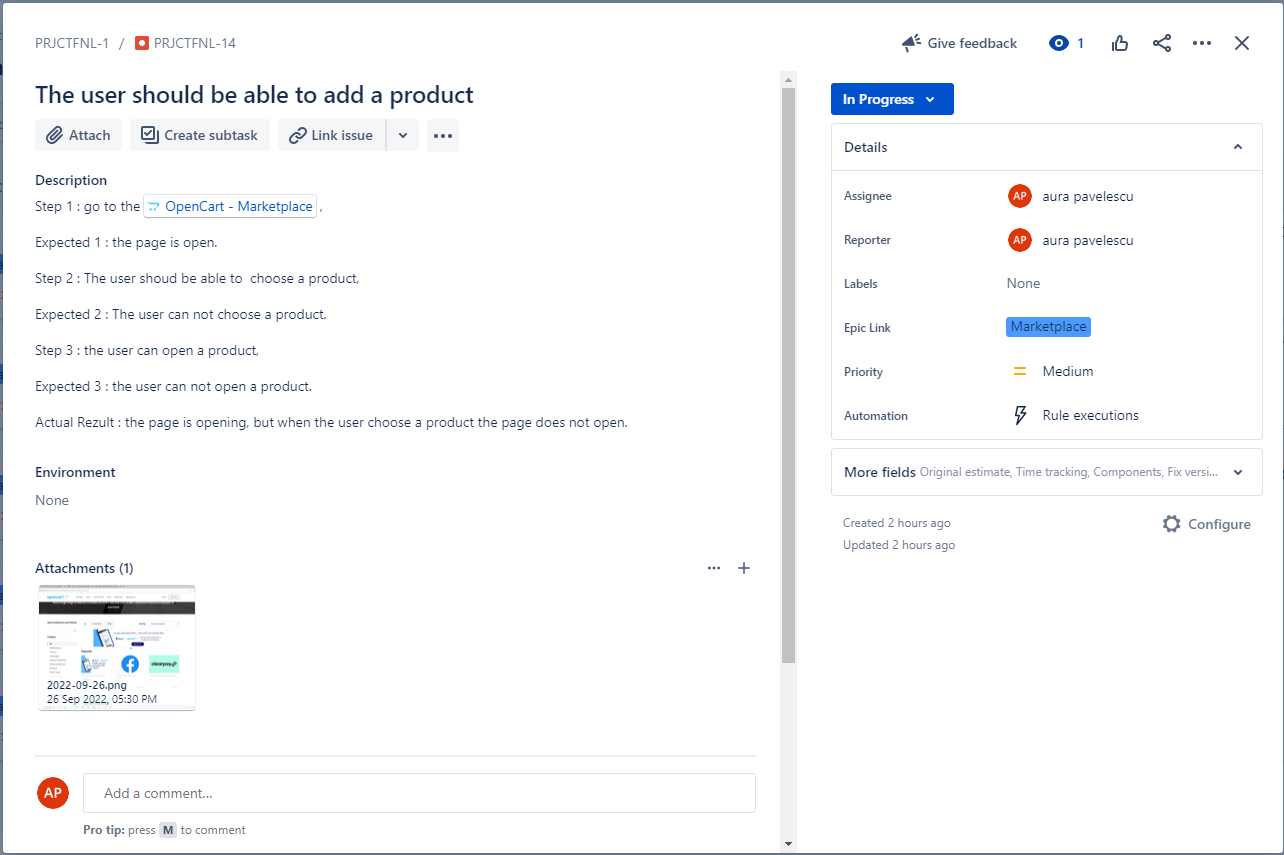 PRJCTFNL-1 / PRJCTFNL-14
Give feedback
1
The user should be able to add a product
Attach
Create subtask
Link issue
Description
Step 1 : go to the OpenCart - Marketplace ,
Expected 1 : the page is open.
Step 2 : The user shoud be able to  choose a product,
Expected 2 : The user can not choose a product.
Step 3 : the user can open a product,
Expected 3 : the user can not open a product.
Actual Rezult : the page is opening, but when the user choose a product the page does not open.
Environment
None
Attachments (1)
opencart
clearpay
2022-09-26.png
26 Sep 2022, 05:30 PM
AP
Add a comment...
Pro tip: press M to comment
In Progress
Details
Assignee
AP aura pavelescu
Reporter
AP aura pavelescu
Labels
None
Epic Link
Marketplace
Priority
Medium
Automation
Rule executions
More fields Original estimate, Time tracking, Components, Fix versi...
Created 2 hours ago
Configure
Updated 2 hours ago